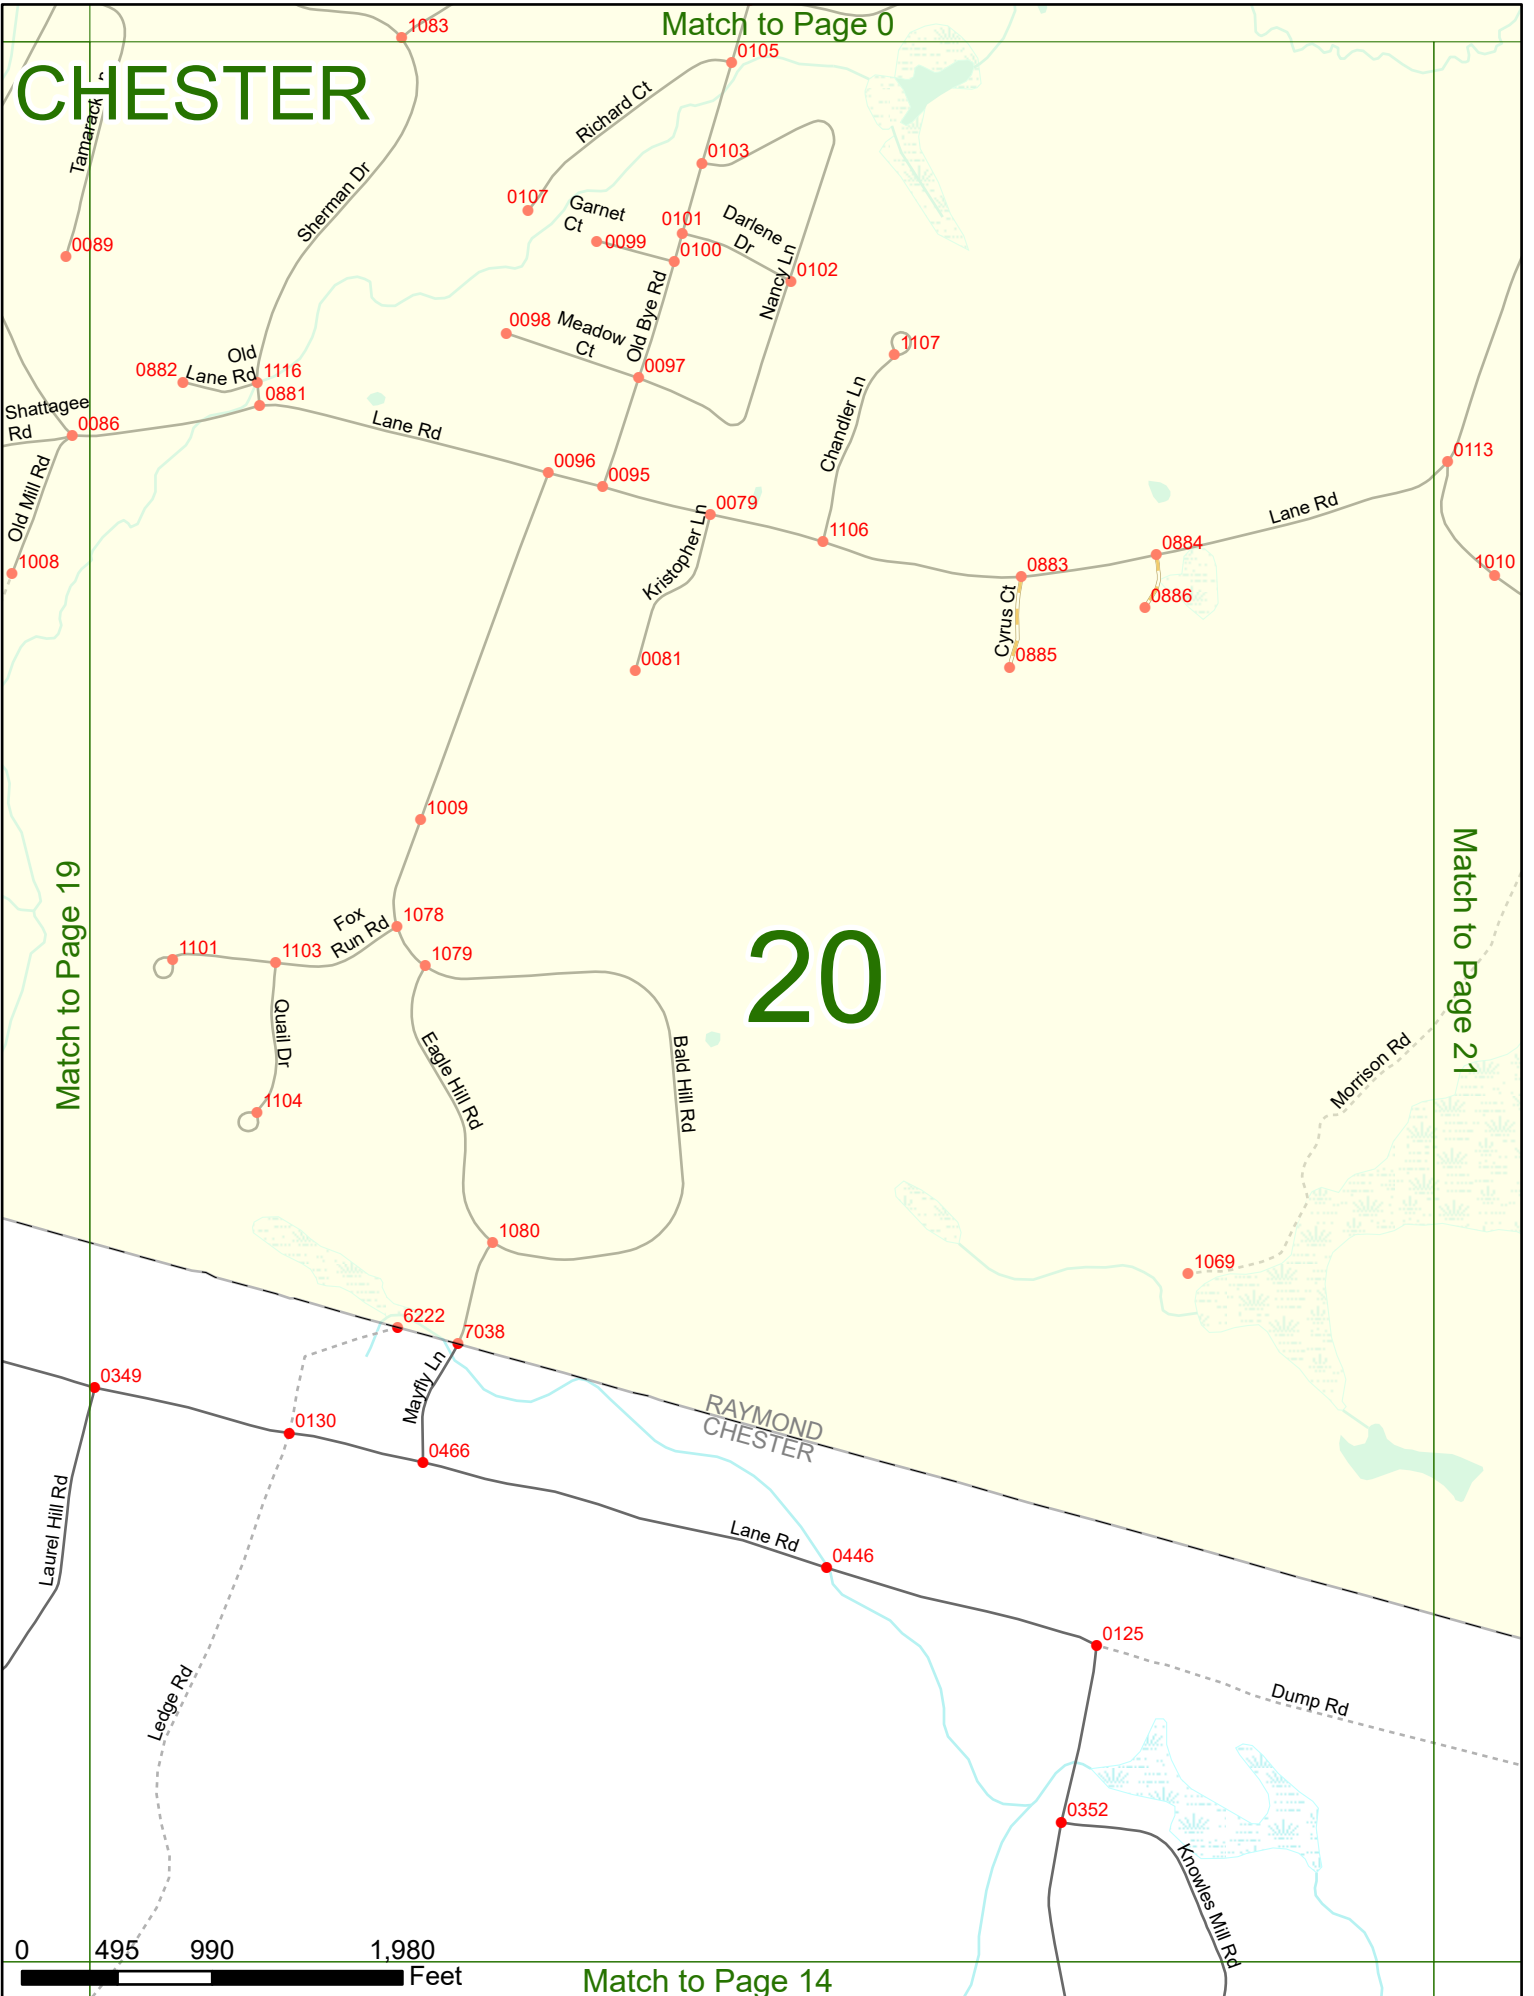 Match to Page 0
1083
0105
CHESTER
Tamarack
Richard Ct
0103
Sherman Dr
0107
Garnet
Ct
0101
Darlene
Dr
0099
0100
0089
Nancy Ln
0102
Old Bye Rd
0098
Meadow
Ct
1107
Old
Lane Rd
0882
1116
0097
0881
Shattagee
Rd
0086
Lane Rd
Chandler Ln
0096
0095
0113
Old Mill Rd
0079
Lane Rd
1106
1008
Kristopher Ln
0884
0883
1010
0886
Cyrus Ct
0081
0885
1009
Match to Page 19
Match to Page 21
Fox
Run Rd
1078
1101
1103
1079
20
Quail Dr
Eagle Hill Rd
Bald Hill Rd
Morrison Rd
1104
1080
1069
6222
7038
Mayfly Ln
0349
RAYMOND
CHESTER
0130
0466
Laurel Hill Rd
Lane Rd
0446
0125
Ledge Rd
Dump Rd
0352
Knowles Mill Rd
0 495 990 1,980
Feet
Match to Page 14